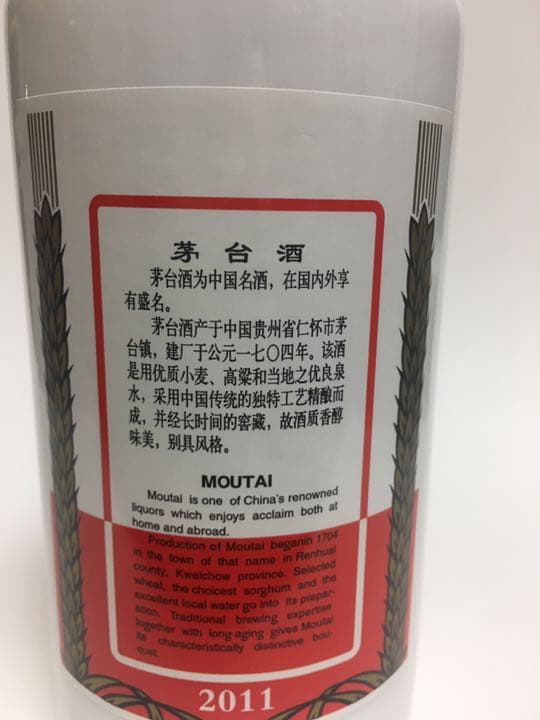 茅台酒
茅台酒为中国名酒，在国内外享
有盛名。
茅台酒产于中国贵州省仁怀市茅
台镇，建厂于公元一七〇四年。该酒
是用优质小麦、高粱和当地之优良泉
水，采用中国传统的独特工艺精酿而
成，并经长时间的窖藏，故酒质香醇
味美，别具风格。
MOUTAI
Moutai is one of China's renowned
liquors which enjoys acclaim both at
home and abroad.
Production of Moutai beganin 1704
in the town of that name in Renhuai
county, Kweichow province. Selected
wheat, the choicest sorghum and the
excellent local water go into its prepar-
ation. Traditional brewing expertise
together with long aging gives Moutai
its characteristically distinctive bou-
quet.
2011